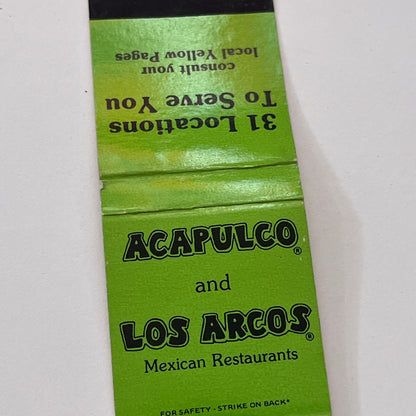 31 Locations
To Serve You
consult your
local Yellow Pages
ACAPULCO®
and
LOS ARCOS®
Mexican Restaurants
FOR SAFETY - STRIKE ON BACK*